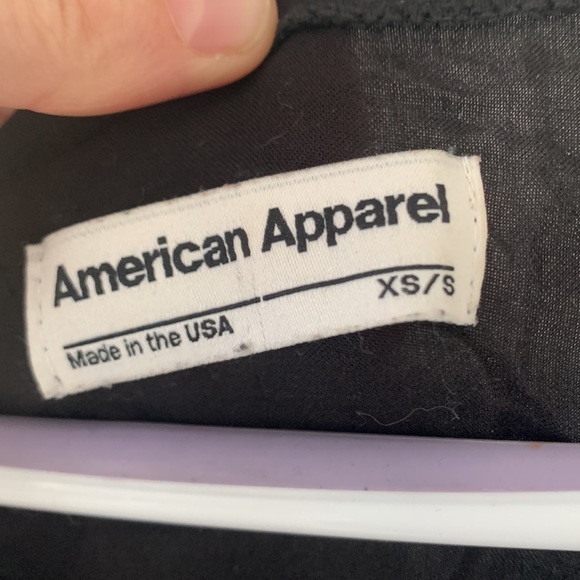 American Apparel
XS/S
Made in the USA